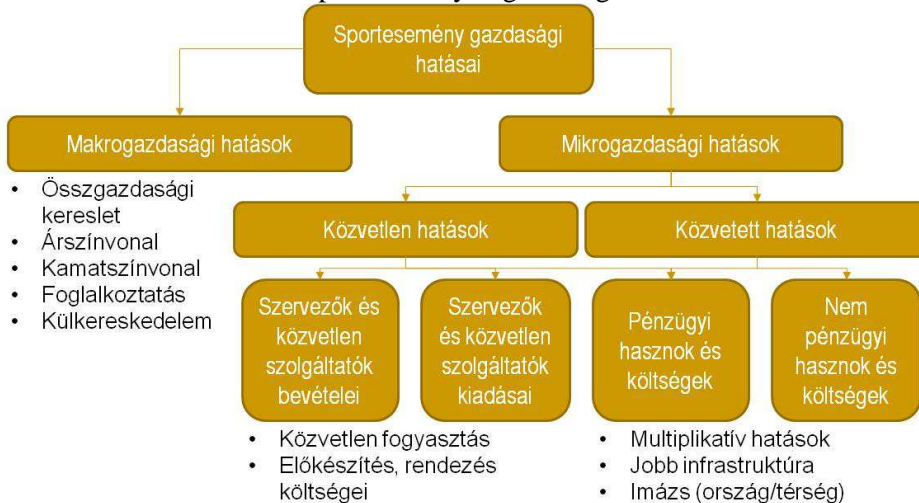 Sportesemény gazdasági
hatásai
Makrogazdasági hatások
Mikrogazdasági hatások
• Összgazdasági
kereslet
• Árszínvonal
• Kamatszínvonal
• Foglalkoztatás
• Külkereskedelem
Közvetlen hatások
Közvetett hatások
Szervezők és
közvetlen
szolgáltatók
bevételei
Szervezők
és közvetlen
szolgáltatók
kiadásai
Pénzügyi
hasznok és
költségek
Nem
pénzügyi
hasznok és
költségek
• Közvetlen fogyasztás
• Előkészítés, rendezés
költségei
• Multiplikatív hatások
• Jobb infrastruktúra
• Imázs (ország/térség)